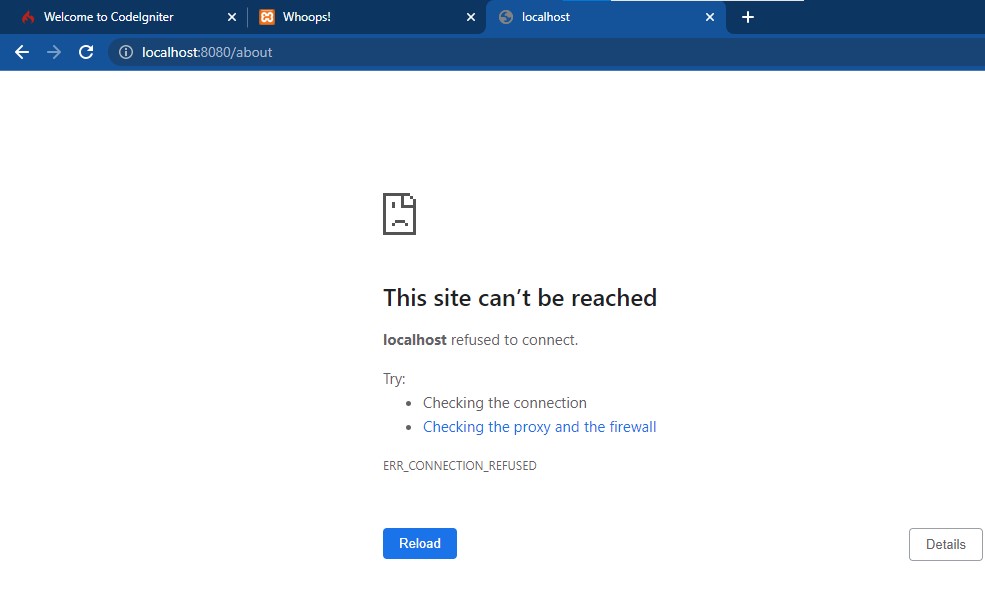 Welcome to CodeIgniter
Whoops!
localhost
localhost:8080/about
This site can’t be reached
localhost refused to connect.
Try:
Checking the connection
Checking the proxy and the firewall
ERR_CONNECTION_REFUSED
Reload
Details